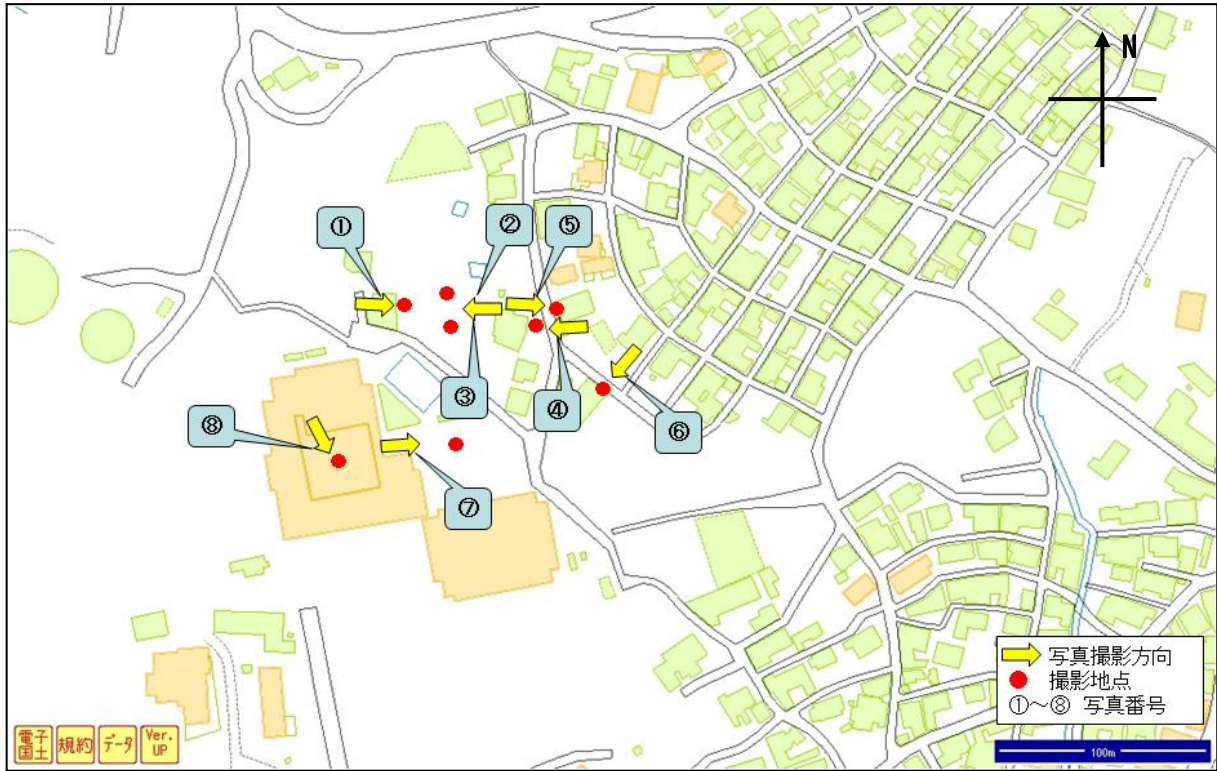 N
①
②
⑤
③
④
⑥
⑧
⑦
写真撮影方向
撮影地点
①～⑧ 写真番号
100m
電子
国土
規約
データ
Ver.
UP